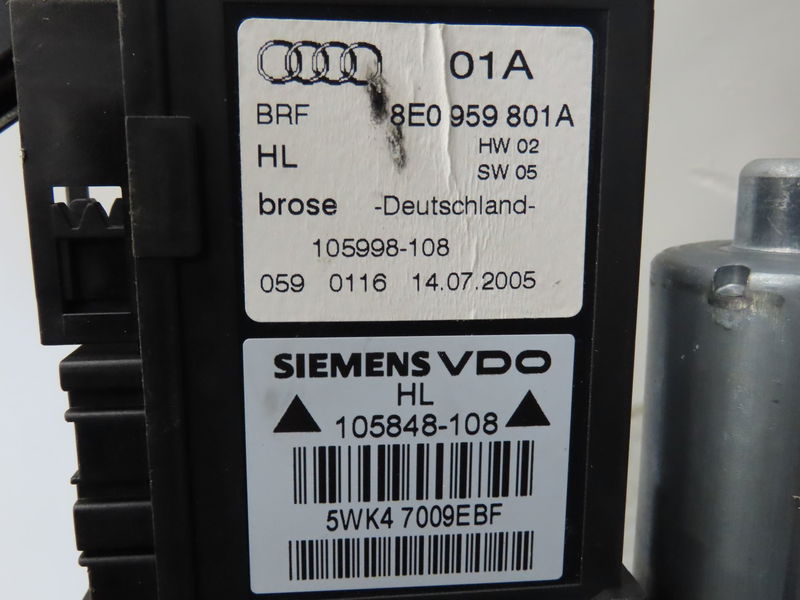 01A
BRF 8E0 959 801A
HL HW 02
SW 05
brose -Deutschland-
105998-108
059 0116 14.07.2005
SIEMENS VDO
HL
105848-108
5WK4 7009EBF